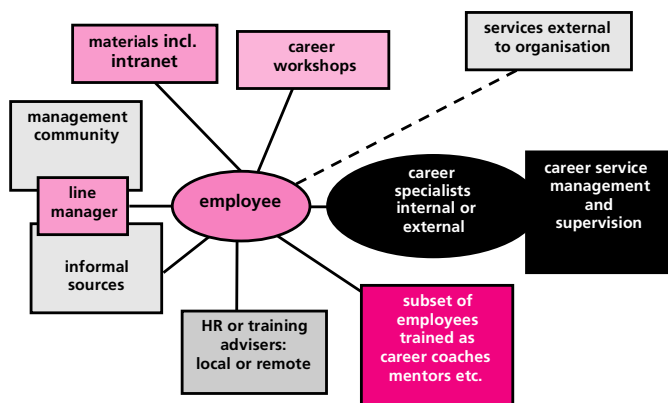 materials incl.
intranet
career
workshops
services external
to organisation
management
community
line
manager
employee
career
specialists
internal or
external
career service
management
and
supervision
informal
sources
HR or training
advisers:
local or remote
subset of
employees
trained as
career coaches
mentors etc.